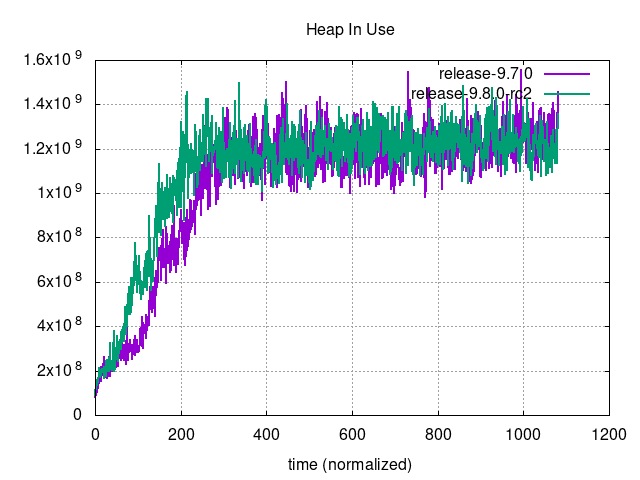 Heap In Use
release-9.7.0
release-9.8.0-rc2
1.6x10^9
1.4x10^9
1.2x10^9
1x10^9
8x10^8
6x10^8
4x10^8
2x10^8
0
0 200 400 600 800 1000 1200
time (normalized)